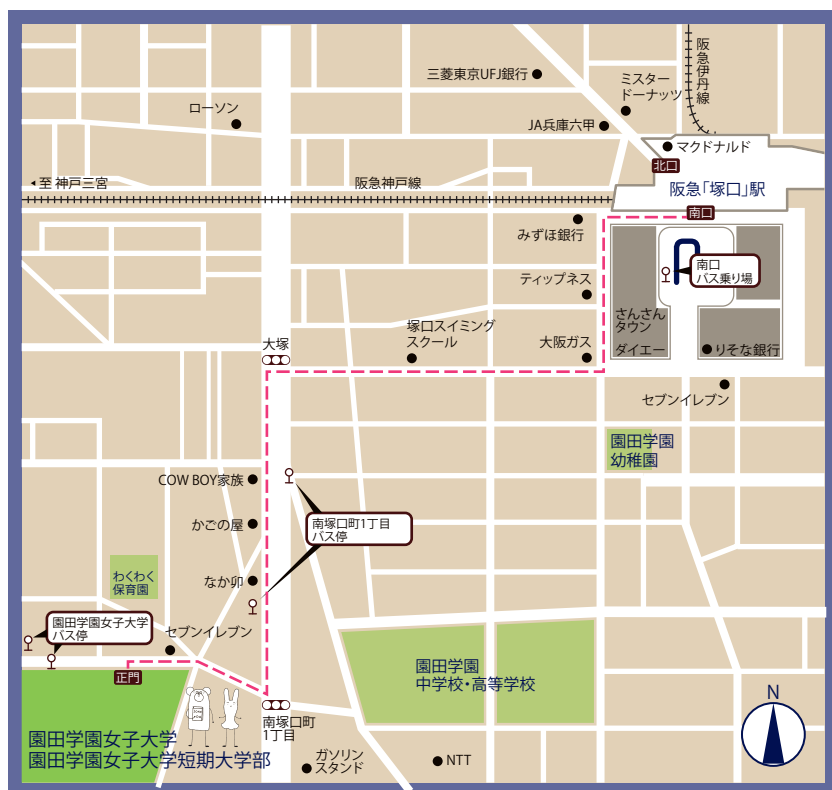 阪急伊丹線
三菱東京UFJ銀行
ミスター
ドーナッツ
ローソン
JA兵庫六甲
マクドナルド
北口
至 神戸三宮
阪急神戸線
阪急「塚口」駅
南口
みずほ銀行
南口
バス乗り場
ティップネス
さんさん
タウン
塚口スイミング
スクール
大塚
大阪ガス
ダイエー
りそな銀行
セブンイレブン
園田学園
幼稚園
COW BOY家族
かごの屋
南塚口町1丁目
バス停
なか卯
わくわく
保育園
園田学園女子大学
バス停
セブンイレブン
正門
園田学園
中学校・高等学校
N
南塚口町
1丁目
園田学園女子大学
園田学園女子大学短期大学部
ガソリン
スタンド
NTT